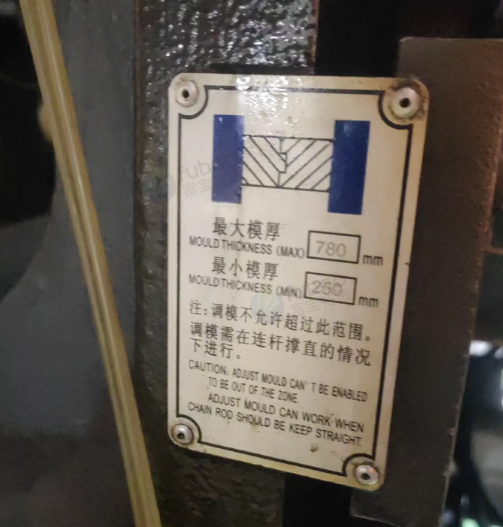 最大模厚
MOULD THICKNESS (MAX) 780 mm
最小模厚
MOULD THICKNESS (MIN) 250 mm
注:调模不允许超过此范围。
调模需在连杆撑直的情况
下进行。
CAUTION: ADJUST MOULD CAN'T BE ENABLED
TO BE OUT OF THE ZONE.
ADJUST MOULD CAN WORK WHEN
CHAIN ROD SHOULD BE KEEP STRAIGHT.